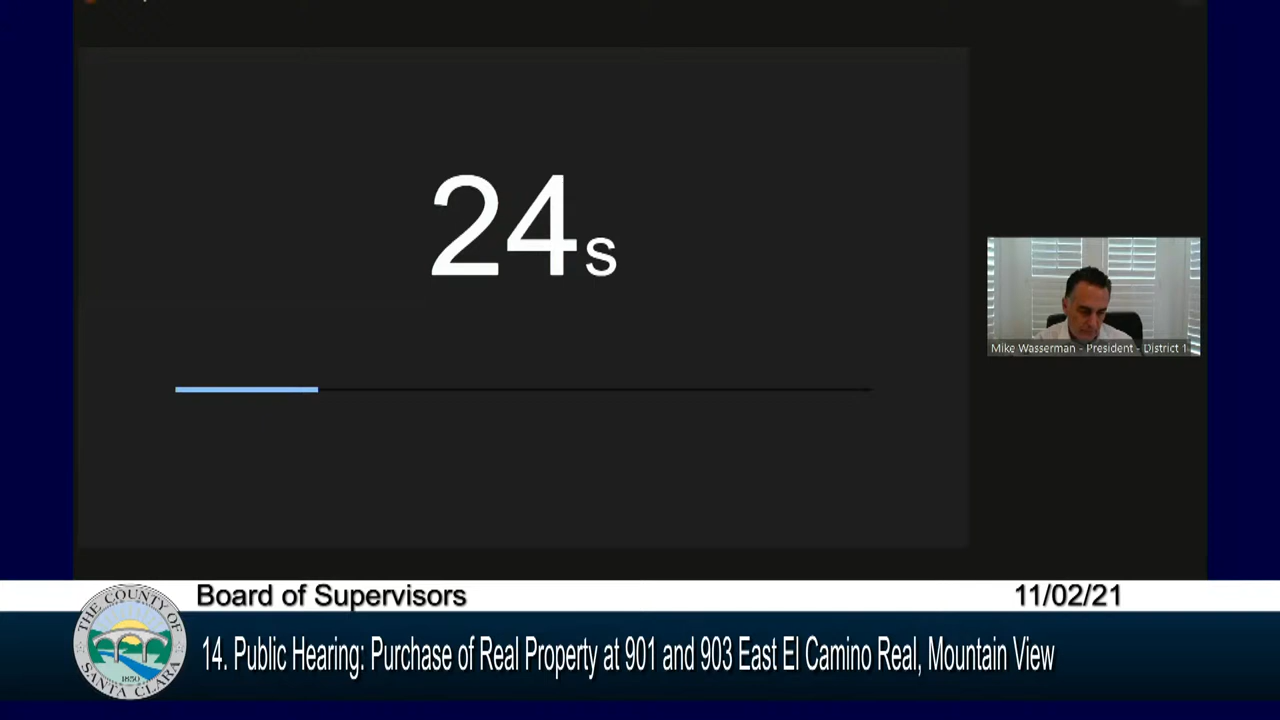 24s
Mike Wasserman - President - District 1
Board of Supervisors
11/02/21
14. Public Hearing: Purchase of Real Property at 901 and 903 East El Camino Real, Mountain View
THE COUNTY OF
SANTA CLARA
1850